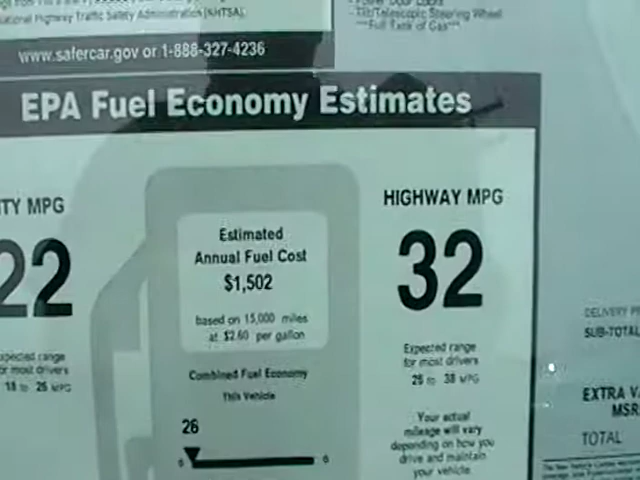 National Highway Traffic Safety Administration (NHTSA).
www.safercar.gov or 1-888-327-4236
Tilt/Telescopic Steering Wheel
Full Tank of Gas
EPA Fuel Economy Estimates
TY MPG
22
Expected range
for most drivers
18 to 26 MPG
Estimated
Annual Fuel Cost
$1,502
based on 15,000 miles
at $2.60 per gallon
Combined Fuel Economy
This Vehicle
26
HIGHWAY MPG
32
Expected range
for most drivers
26 to 38 MPG
Your actual
mileage will vary
depending on how you
drive and maintain
your vehicle
DELIVERY
SUB-TOTAL
EXTRA
MSR
TOTAL